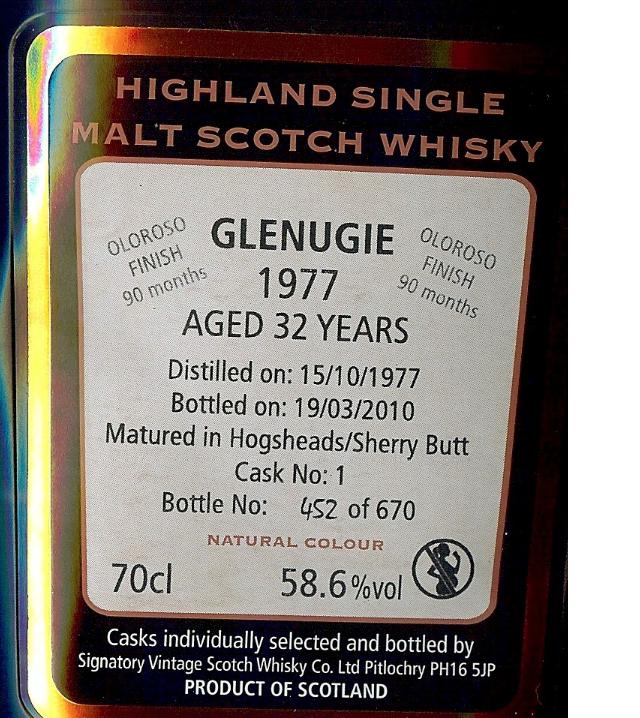 HIGHLAND SINGLE
MALT SCOTCH WHISKY
OLOROSO
FINISH
90 months
GLENUGIE
OLOROSO
FINISH
90 months
1977
AGED 32 YEARS
Distilled on: 15/10/1977
Bottled on: 19/03/2010
Matured in Hogsheads/Sherry Butt
Cask No: 1
Bottle No: 452 of 670
NATURAL COLOUR
70cl 58.6%vol
Casks individually selected and bottled by
Signatory Vintage Scotch Whisky Co. Ltd Pitlochry PH16 5JP
PRODUCT OF SCOTLAND